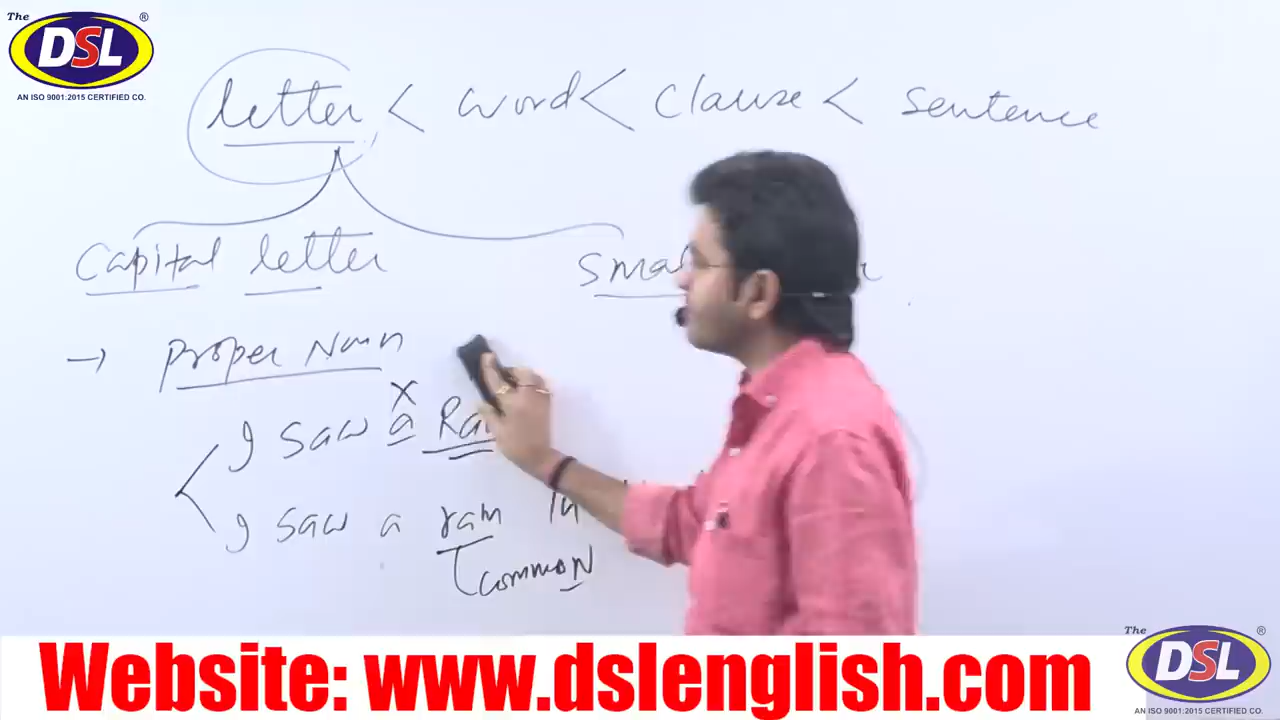 The ®
DSL
AN ISO 9001:2015 CERTIFIED CO.
letter < word < clause < sentence
Capital letter
→ Proper Noun
x
I saw a
I saw a ram in
common N
Website: www.dslenglish.com
The ®
DSL
AN ISO 9001:2015 CERTIFIED CO.